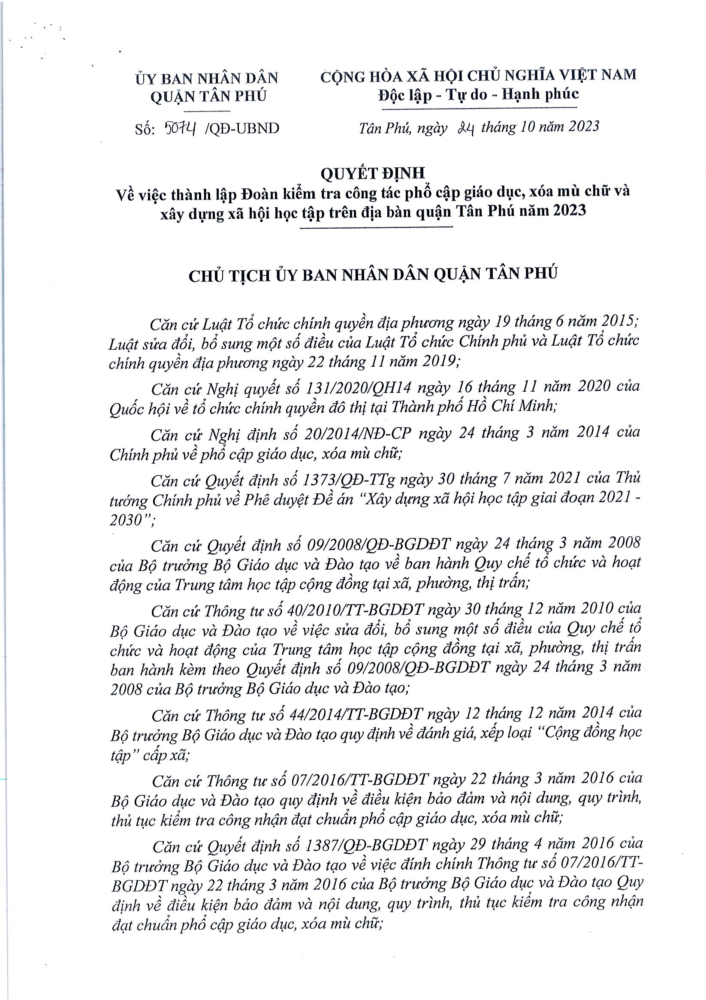 ỦY BAN NHÂN DÂN
QUẬN TÂN PHÚ
Số: 5074 /QĐ-UBND
CỘNG HÒA XÃ HỘI CHỦ NGHĨA VIỆT NAM
Độc lập - Tự do - Hạnh phúc
Tân Phú, ngày 24 tháng 10 năm 2023
QUYẾT ĐỊNH
Về việc thành lập Đoàn kiểm tra công tác phổ cập giáo dục, xóa mù chữ và
xây dựng xã hội học tập trên địa bàn quận Tân Phú năm 2023
CHỦ TỊCH ỦY BAN NHÂN DÂN QUẬN TÂN PHÚ
Căn cứ Luật Tổ chức chính quyền địa phương ngày 19 tháng 6 năm 2015;
Luật sửa đổi, bổ sung một số điều của Luật Tổ chức Chính phủ và Luật Tổ chức
chính quyền địa phương ngày 22 tháng 11 năm 2019;
Căn cứ Nghị quyết số 131/2020/QH14 ngày 16 tháng 11 năm 2020 của
Quốc hội về tổ chức chính quyền đô thị tại Thành phố Hồ Chí Minh;
Căn cứ Nghị định số 20/2014/NĐ-CP ngày 24 tháng 3 năm 2014 của
Chính phủ về phổ cập giáo dục, xóa mù chữ;
Căn cứ Quyết định số 1373/QĐ-TTg ngày 30 tháng 7 năm 2021 của Thủ
tướng Chính phủ về Phê duyệt Đề án “Xây dựng xã hội học tập giai đoạn 2021 -
2030”;
Căn cứ Quyết định số 09/2008/QĐ-BGDĐT ngày 24 tháng 3 năm 2008
của Bộ trưởng Bộ Giáo dục và Đào tạo về ban hành Quy chế tổ chức và hoạt
động của Trung tâm học tập cộng đồng tại xã, phường, thị trấn;
Căn cứ Thông tư số 40/2010/TT-BGDĐT ngày 30 tháng 12 năm 2010 của
Bộ Giáo dục và Đào tạo về việc sửa đổi, bổ sung một số điều của Quy chế tổ
chức và hoạt động của Trung tâm học tập cộng đồng tại xã, phường, thị trấn
ban hành kèm theo Quyết định số 09/2008/QĐ-BGDĐT ngày 24 tháng 3 năm
2008 của Bộ trưởng Bộ Giáo dục và Đào tạo;
Căn cứ Thông tư số 44/2014/TT-BGDĐT ngày 12 tháng 12 năm 2014 của
Bộ trưởng Bộ Giáo dục và Đào tạo quy định về đánh giá, xếp loại “Cộng đồng học
tập” cấp xã;
Căn cứ Thông tư số 07/2016/TT-BGDĐT ngày 22 tháng 3 năm 2016 của
Bộ Giáo dục và Đào tạo quy định về điều kiện bảo đảm và nội dung, quy trình,
thủ tục kiểm tra công nhận đạt chuẩn phổ cập giáo dục, xóa mù chữ;
Căn cứ Quyết định số 1387/QĐ-BGDĐT ngày 29 tháng 4 năm 2016 của
Bộ trưởng Bộ Giáo dục và Đào tạo về việc đính chính Thông tư số 07/2016/TT-
BGDĐT ngày 22 tháng 3 năm 2016 của Bộ trưởng Bộ Giáo dục và Đào tạo Quy
định về điều kiện bảo đảm và nội dung, quy trình, thủ tục kiểm tra công nhận
đạt chuẩn phổ cập giáo dục, xóa mù chữ;